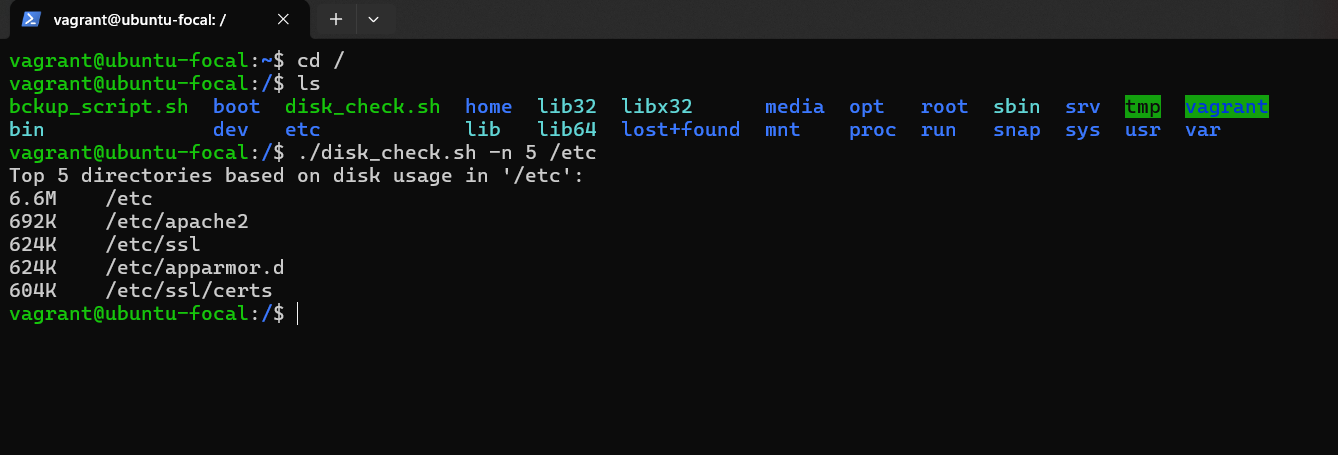 vagrant@ubuntu-focal: /
vagrant@ubuntu-focal:~$ cd /
vagrant@ubuntu-focal:/$ ls
bckup_script.sh  boot  disk_check.sh  home  lib32  libx32      media  opt   root  sbin  srv  tmp  vagrant
bin              dev   etc            lib   lib64  lost+found  mnt    proc  run   snap  sys  usr  var
vagrant@ubuntu-focal:/$ ./disk_check.sh -n 5 /etc
Top 5 directories based on disk usage in '/etc':
6.6M    /etc
692K    /etc/apache2
624K    /etc/ssl
624K    /etc/apparmor.d
604K    /etc/ssl/certs
vagrant@ubuntu-focal:/$